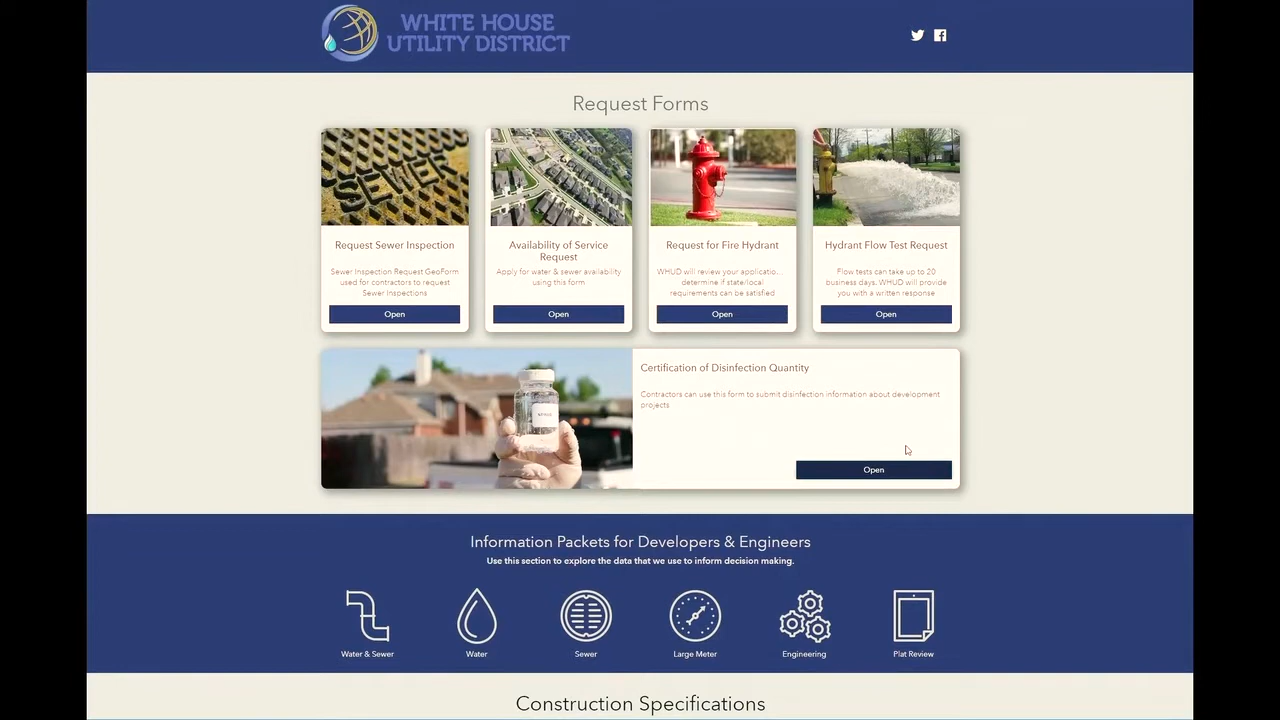 WHITE HOUSE
UTILITY DISTRICT
Request Forms
SEWER
Request Sewer Inspection
Sewer Inspection Request GeoForm
used for contractors to request
Sewer Inspections
Open
Availability of Service
Request
Apply for water & sewer availability
using this form
Open
Request for Fire Hydrant
WHUD will review your applicatio...
determine if state/local
requirements can be satisfied
Open
Hydrant Flow Test Request
Flow tests can take up to 20
business days. WHUD will provide
you with a written response
Open
Certification of Disinfection Quantity
Contractors can use this form to submit disinfection information about development
projects
Open
Information Packets for Developers & Engineers
Use this section to explore the data that we use to inform decision making.
Water & Sewer
Water
Sewer
Large Meter
Engineering
Plat Review
Construction Specifications